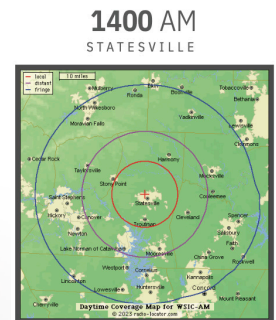 1400 AM
STATESVILLE
local
distant
fringe
10 miles
Mulberry
Elkin
Ronda
Boonville
Tobaccoville
Bethania
North Wilkesboro
Yadkinville
Moravian Falls
Lewisville
Clemmons
Cedar Rock
Harmony
Taylorsville
Mocksville
Stony Point
Cooleemee
Saint Stephens
Statesville
Hickory
Conover
Troutman
Cleveland
Spencer
Newton
Salisbury
Faith
Lake Norman of Catawba
Mooresville
China Grove
Rockwell
Westport
Cornelius
Kannapolis
Lincolnton
Lowesville
Huntersville
Concord
Mount Pleasant
Cherryville
Daytime Coverage Map for WSIC-AM
© 2023 radio-locator.com